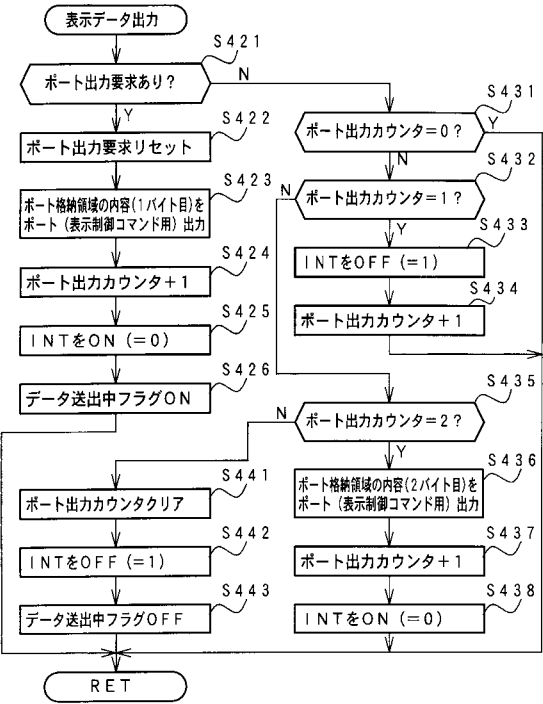 表示データ出力
S421
ポート出力要求あり?
N
Y
S422
ポート出力要求リセット
S423
ポート格納領域の内容(1バイト目)を
ポート(表示制御コマンド用)出力
S424
ポート出力カウンタ+1
S425
INTをON(=0)
S426
データ送出中フラグON
S431
ポート出力カウンタ=0?
Y
N
S432
ポート出力カウンタ=1?
N
Y
S433
INTをOFF(=1)
S434
ポート出力カウンタ+1
S435
ポート出力カウンタ=2?
N
Y
S436
ポート格納領域の内容(2バイト目)を
ポート(表示制御コマンド用)出力
S437
ポート出力カウンタ+1
S438
INTをON(=0)
S441
ポート出力カウンタクリア
S442
INTをOFF(=1)
S443
データ送出中フラグOFF
RET